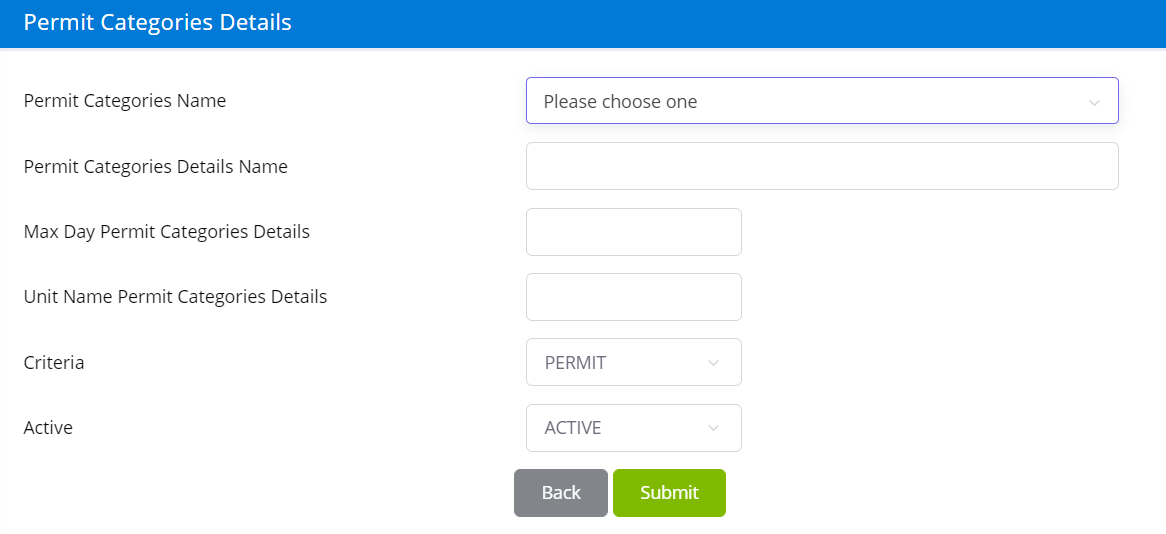 Permit Categories Details
Permit Categories Name
Please choose one
Permit Categories Details Name
Max Day Permit Categories Details
Unit Name Permit Categories Details
Criteria
PERMIT
Active
ACTIVE
Back
Submit